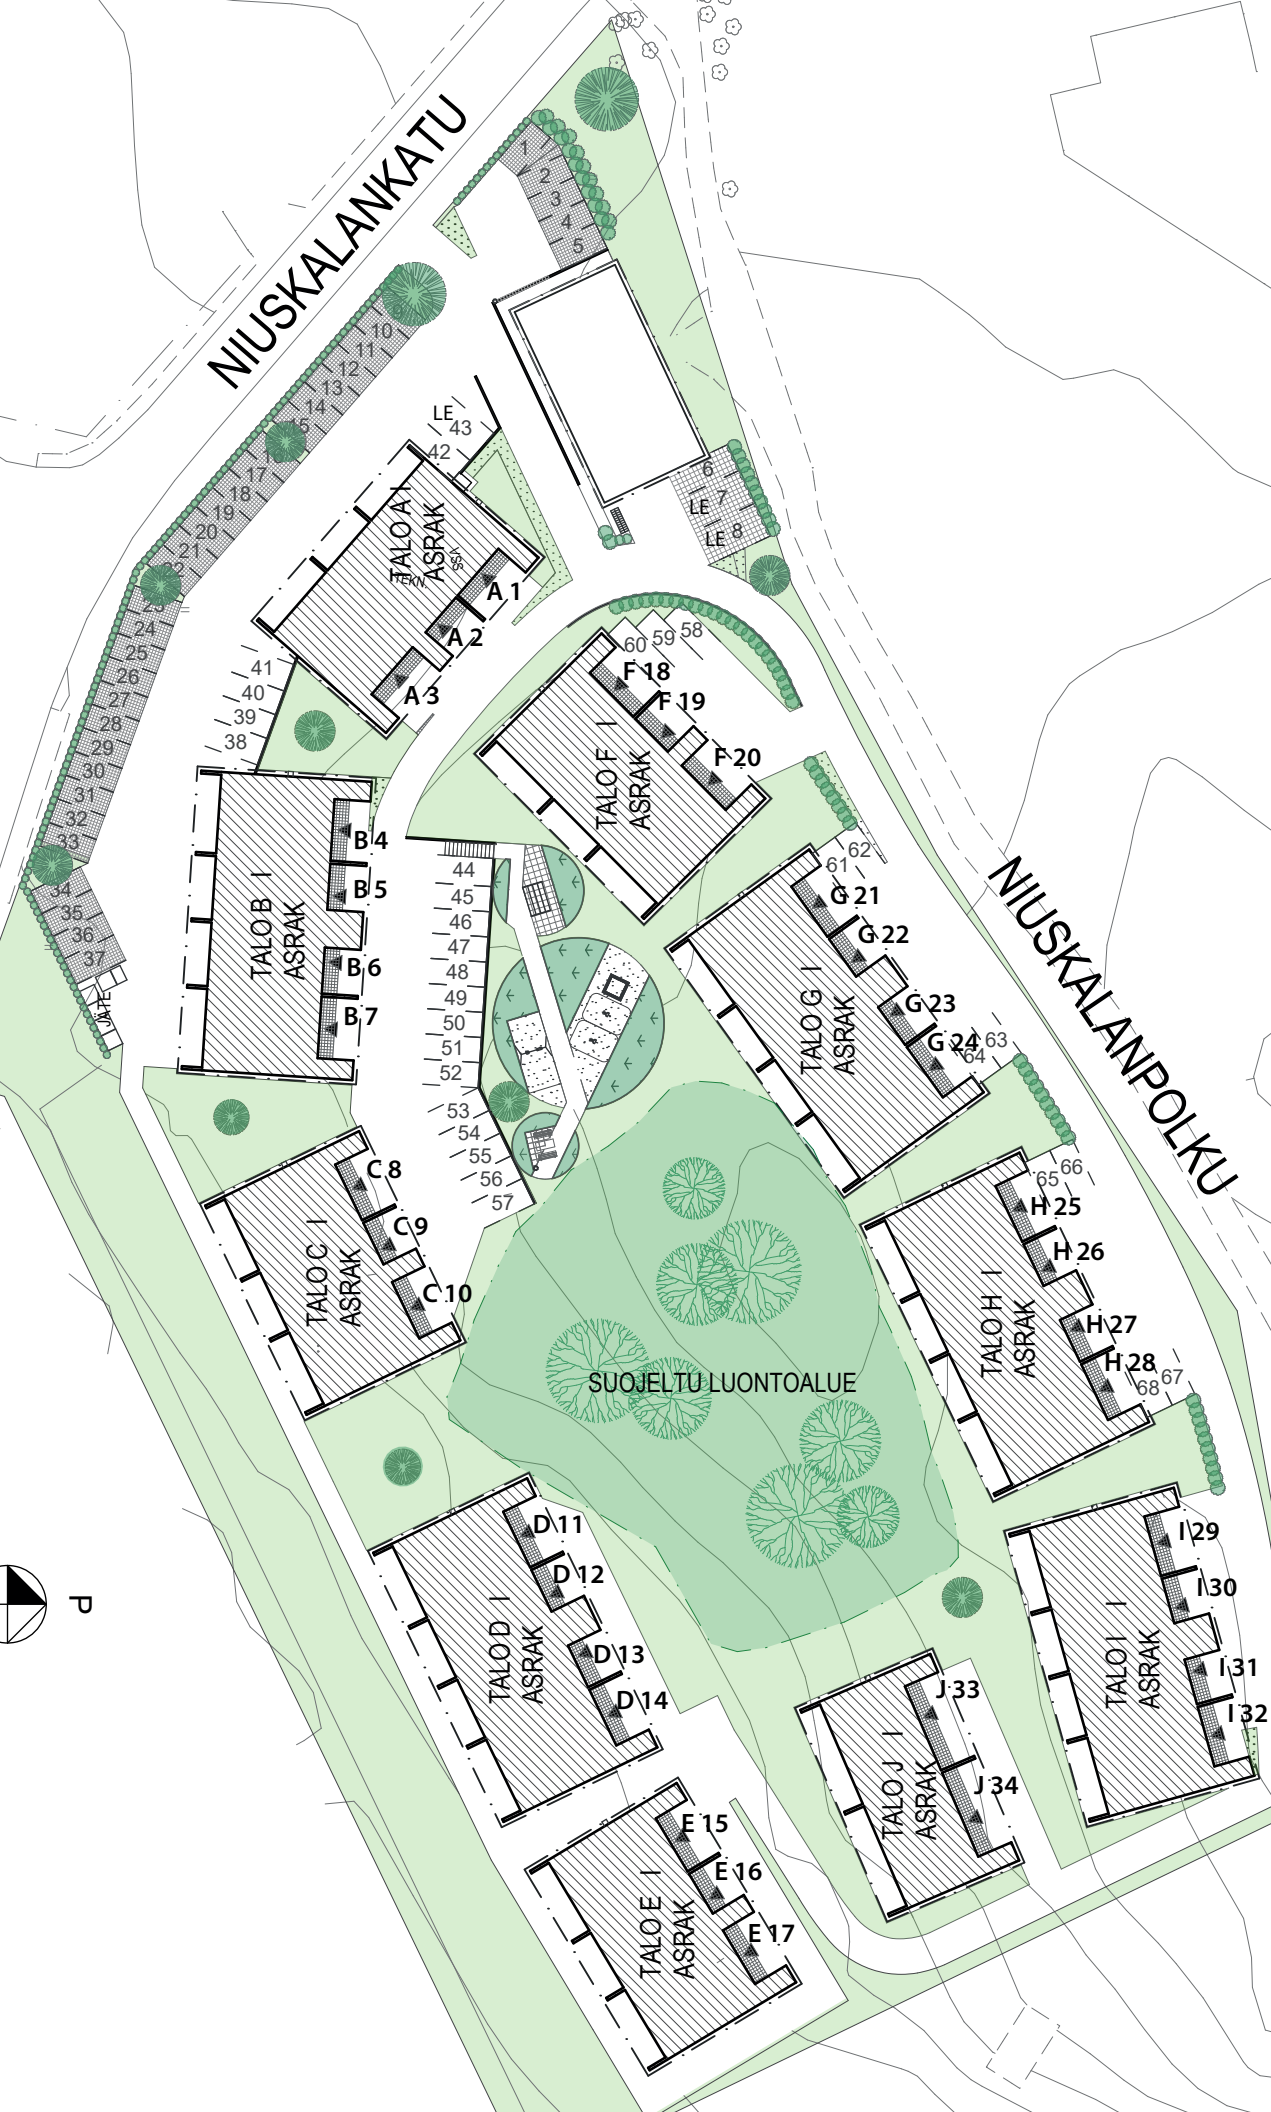 NIUSKALANKATU
1
2
3
4
5
9
10
11
12
13
14
15
16
17
18
19
20
21
22
23
24
25
26
27
28
29
30
31
32
33
34
35
36
37
JÄTE
LE
43
42
6
LE 7
LE 8
TALO A I
ASRAK
TEKN.
VSS
A 1
A 2
A 3
41
40
39
38
TALO B I
ASRAK
B 4
B 5
B 6
B 7
60
59
58
F 18
F 19
F 20
TALO F I
ASRAK
44
45
46
47
48
49
50
51
52
53
54
55
56
57
61
62
G 21
G 22
G 23
G 24
TALO G I
ASRAK
63
64
NIUSKALANPOLKU
C 8
C 9
C 10
TALO C I
ASRAK
65
66
H 25
H 26
H 27
H 28
TALO H I
ASRAK
68
67
SUOJELTU LUONTOALUE
D 11
D 12
D 13
D 14
TALO D I
ASRAK
I 29
I 30
I 31
I 32
TALO I I
ASRAK
P
J 33
J 34
TALO J I
ASRAK
E 15
E 16
E 17
TALO E I
ASRAK